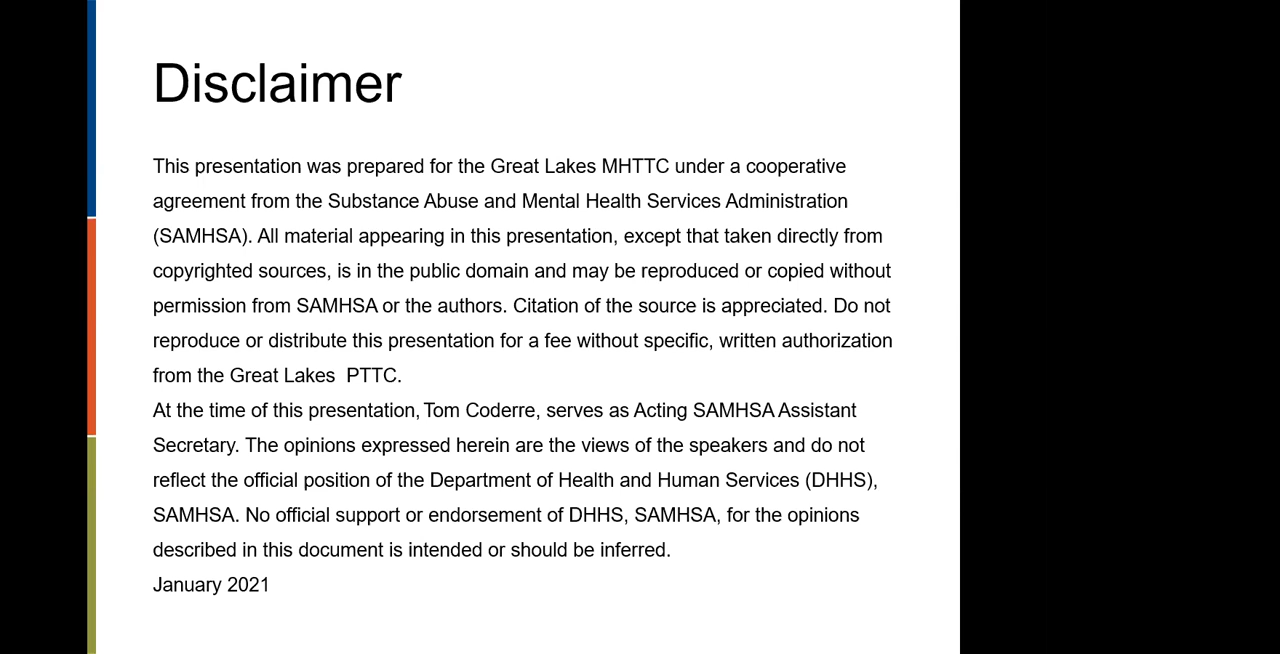 Disclaimer
This presentation was prepared for the Great Lakes MHTTC under a cooperative
agreement from the Substance Abuse and Mental Health Services Administration
(SAMHSA). All material appearing in this presentation, except that taken directly from
copyrighted sources, is in the public domain and may be reproduced or copied without
permission from SAMHSA or the authors. Citation of the source is appreciated. Do not
reproduce or distribute this presentation for a fee without specific, written authorization
from the Great Lakes  PTTC.
At the time of this presentation, Tom Coderre, serves as Acting SAMHSA Assistant
Secretary. The opinions expressed herein are the views of the speakers and do not
reflect the official position of the Department of Health and Human Services (DHHS),
SAMHSA. No official support or endorsement of DHHS, SAMHSA, for the opinions
described in this document is intended or should be inferred.
January 2021